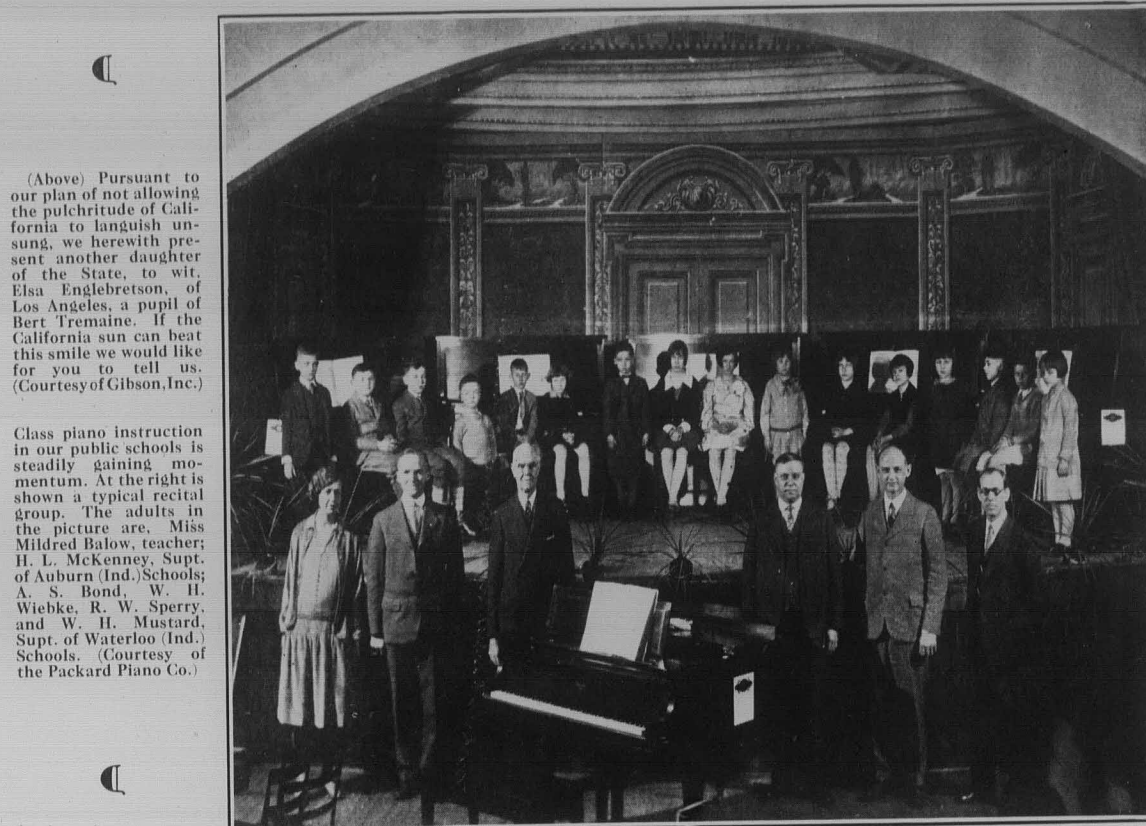 (Above) Pursuant to
our plan of not allowing
the pulchritude of Cali-
fornia to languish un-
sung, we herewith pre-
sent another daughter
of the State, to wit,
Elsa Englebretson, of
Los Angeles, a pupil of
Bert Tremaine. If the
California sun can beat
this smile we would like
for you to tell us.
(Courtesy of Gibson, Inc.)
Class piano instruction
in our public schools is
steadily gaining mo-
mentum. At the right is
shown a typical recital
group. The adults in
the picture are, Miss
Mildred Balow, teacher;
H. L. McKenney, Supt.
of Auburn (Ind.) Schools;
A. S. Bond, W. H.
Wiebke, R. W. Sperry,
and W. H. Mustard,
Supt. of Waterloo (Ind.)
Schools. (Courtesy of
the Packard Piano Co.)